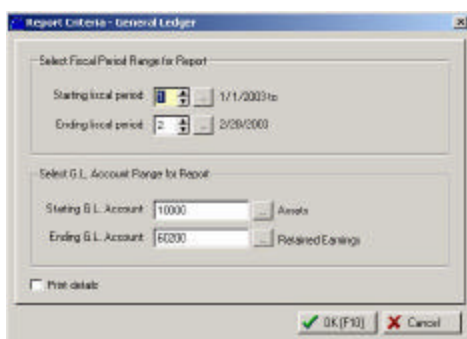 Report Criteria - General Ledger
Select Fiscal Period Range for Report
Starting fiscal period: 1 ... 1/1/2003 to
Ending fiscal period: 2 ... 2/28/2003
Select G.L. Account Range for Report
Starting G.L. Account: 10000 ... Assets
Ending G.L. Account: 60200 ... Retained Earnings
Print details
OK [F10] Cancel